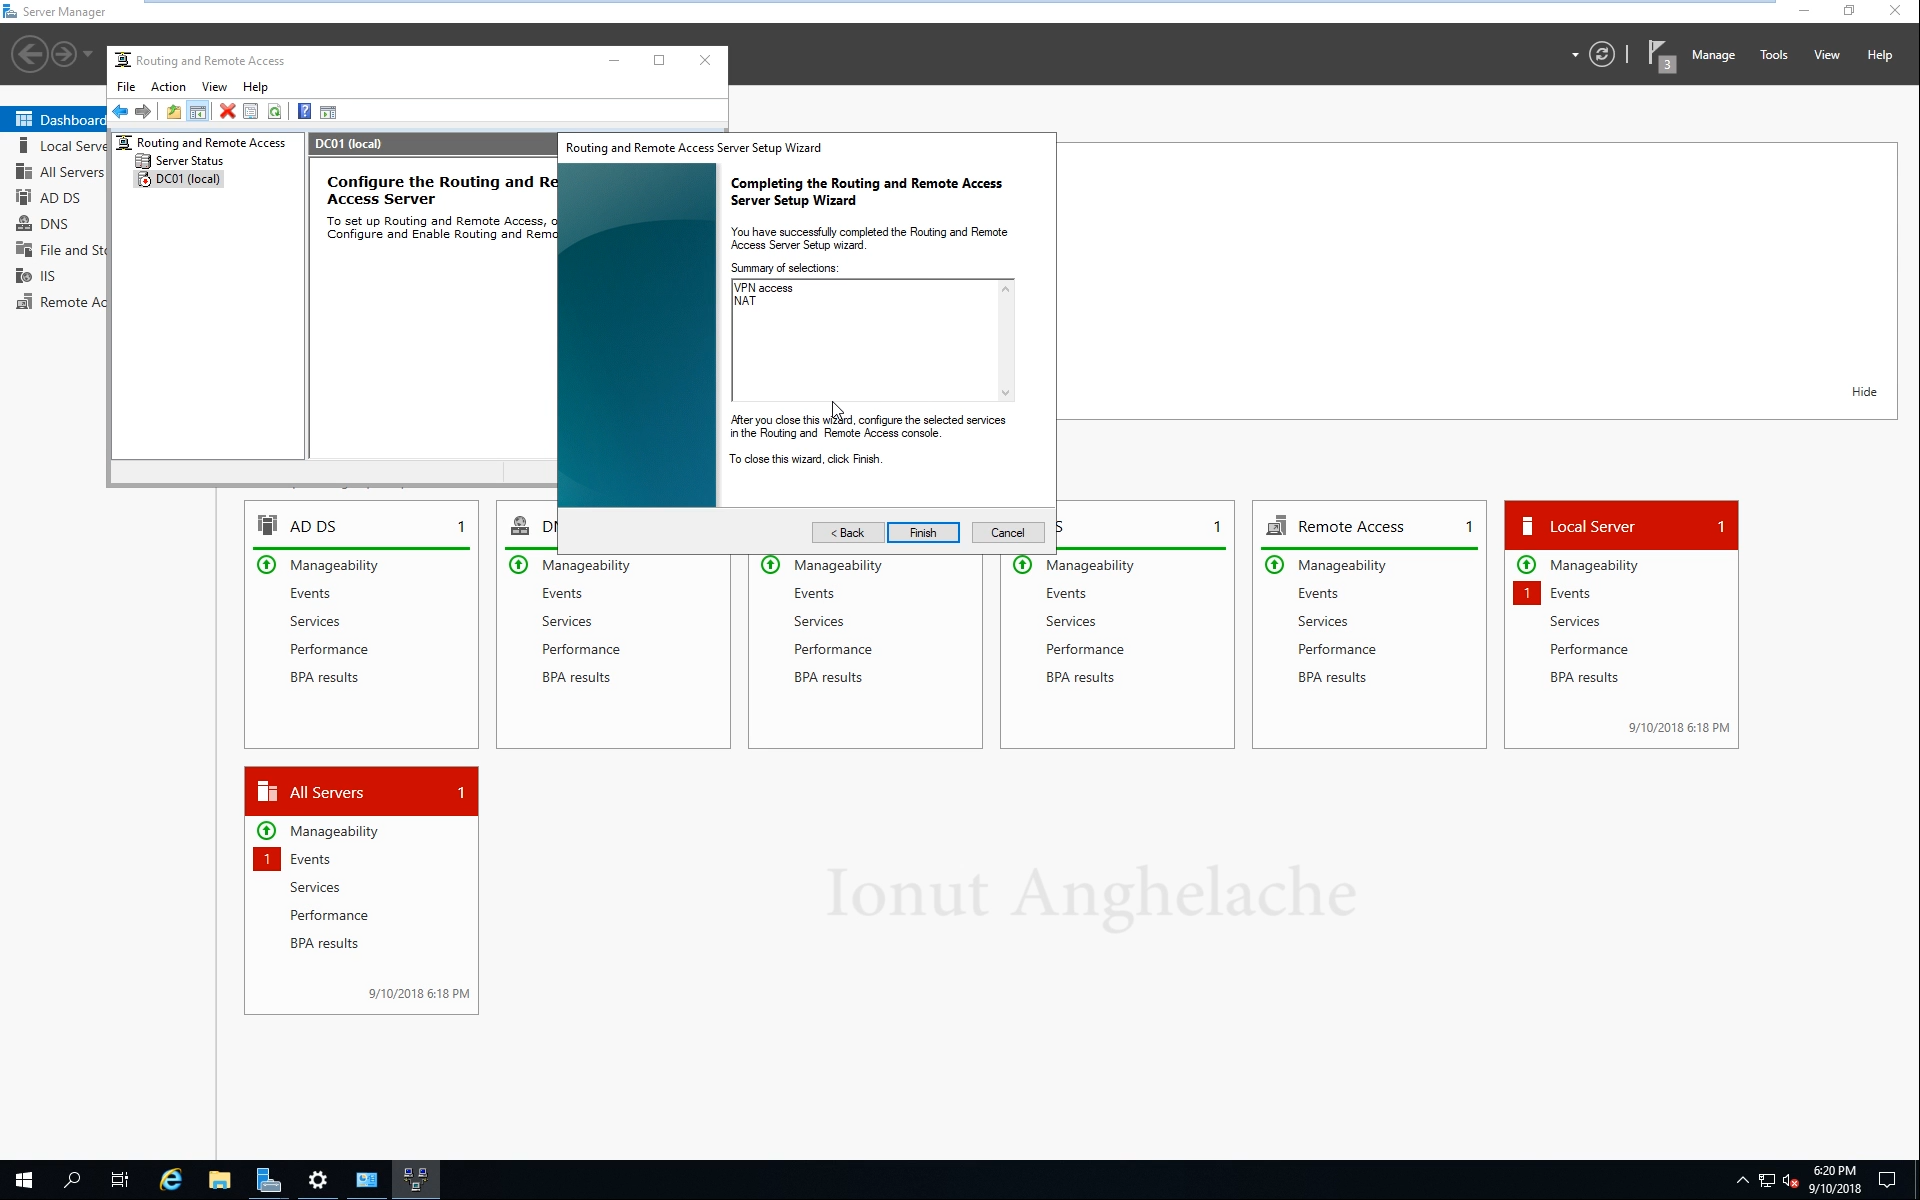 Server Manager
3
Manage
Tools
View
Help
Routing and Remote Access
File
Action
View
Help
Dashboard
Local Serve
All Servers
AD DS
DNS
File and Sto
IIS
Remote Ac
Routing and Remote Access
Server Status
DC01 (local)
DC01 (local)
Configure the Routing and Re
Access Server
To set up Routing and Remote Access, o
Configure and Enable Routing and Remo
Routing and Remote Access Server Setup Wizard
Completing the Routing and Remote Access
Server Setup Wizard
You have successfully completed the Routing and Remote
Access Server Setup wizard.
Summary of selections:
VPN access
NAT
After you close this wizard, configure the selected services
in the Routing and Remote Access console.
To close this wizard, click Finish.
< Back
Finish
Cancel
Hide
AD DS 1
Manageability
Events
Services
Performance
BPA results
DN
Manageability
Events
Services
Performance
BPA results
Manageability
Events
Services
Performance
BPA results
S 1
Manageability
Events
Services
Performance
BPA results
Remote Access 1
Manageability
Events
Services
Performance
BPA results
Local Server 1
Manageability
1 Events
Services
Performance
BPA results
9/10/2018 6:18 PM
All Servers 1
Manageability
1 Events
Services
Performance
BPA results
9/10/2018 6:18 PM
Ionut Anghelache
6:20 PM
9/10/2018